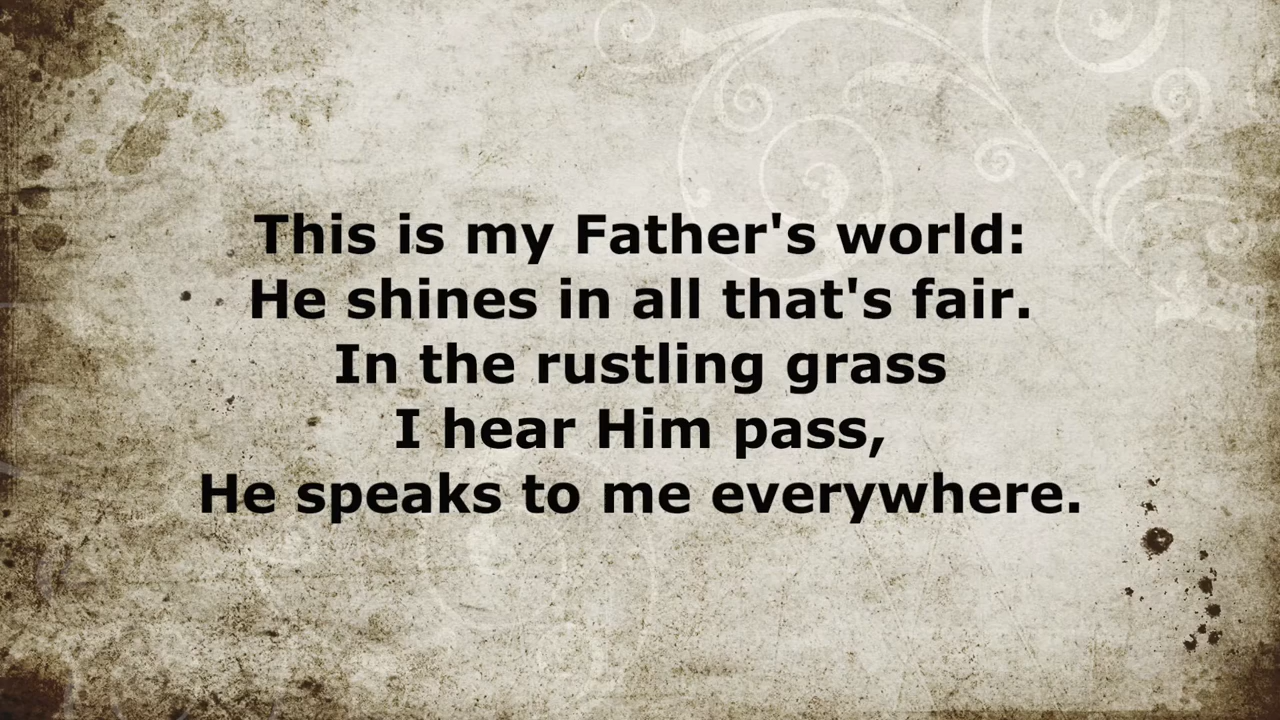 This is my Father's world:
He shines in all that's fair.
In the rustling grass
I hear Him pass,
He speaks to me everywhere.